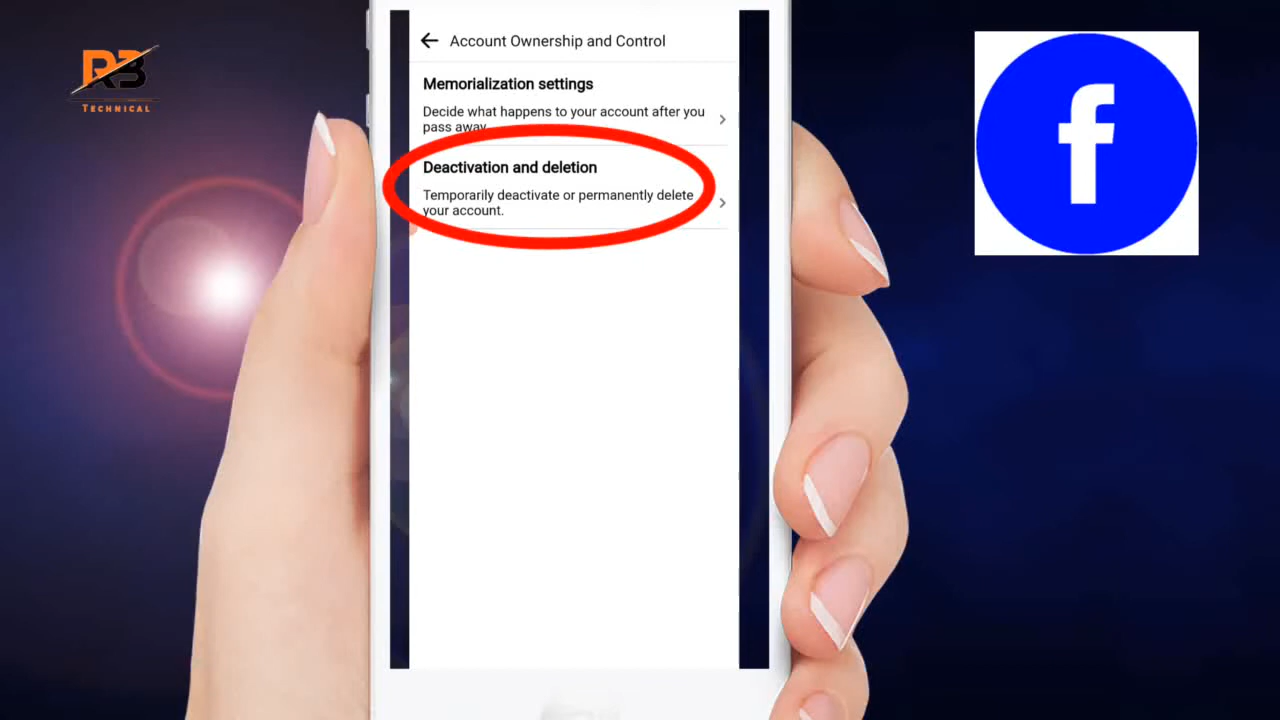 RB
TECHNICAL
Account Ownership and Control
Memorialization settings
Decide what happens to your account after you
pass away.
Deactivation and deletion
Temporarily deactivate or permanently delete
your account.
f